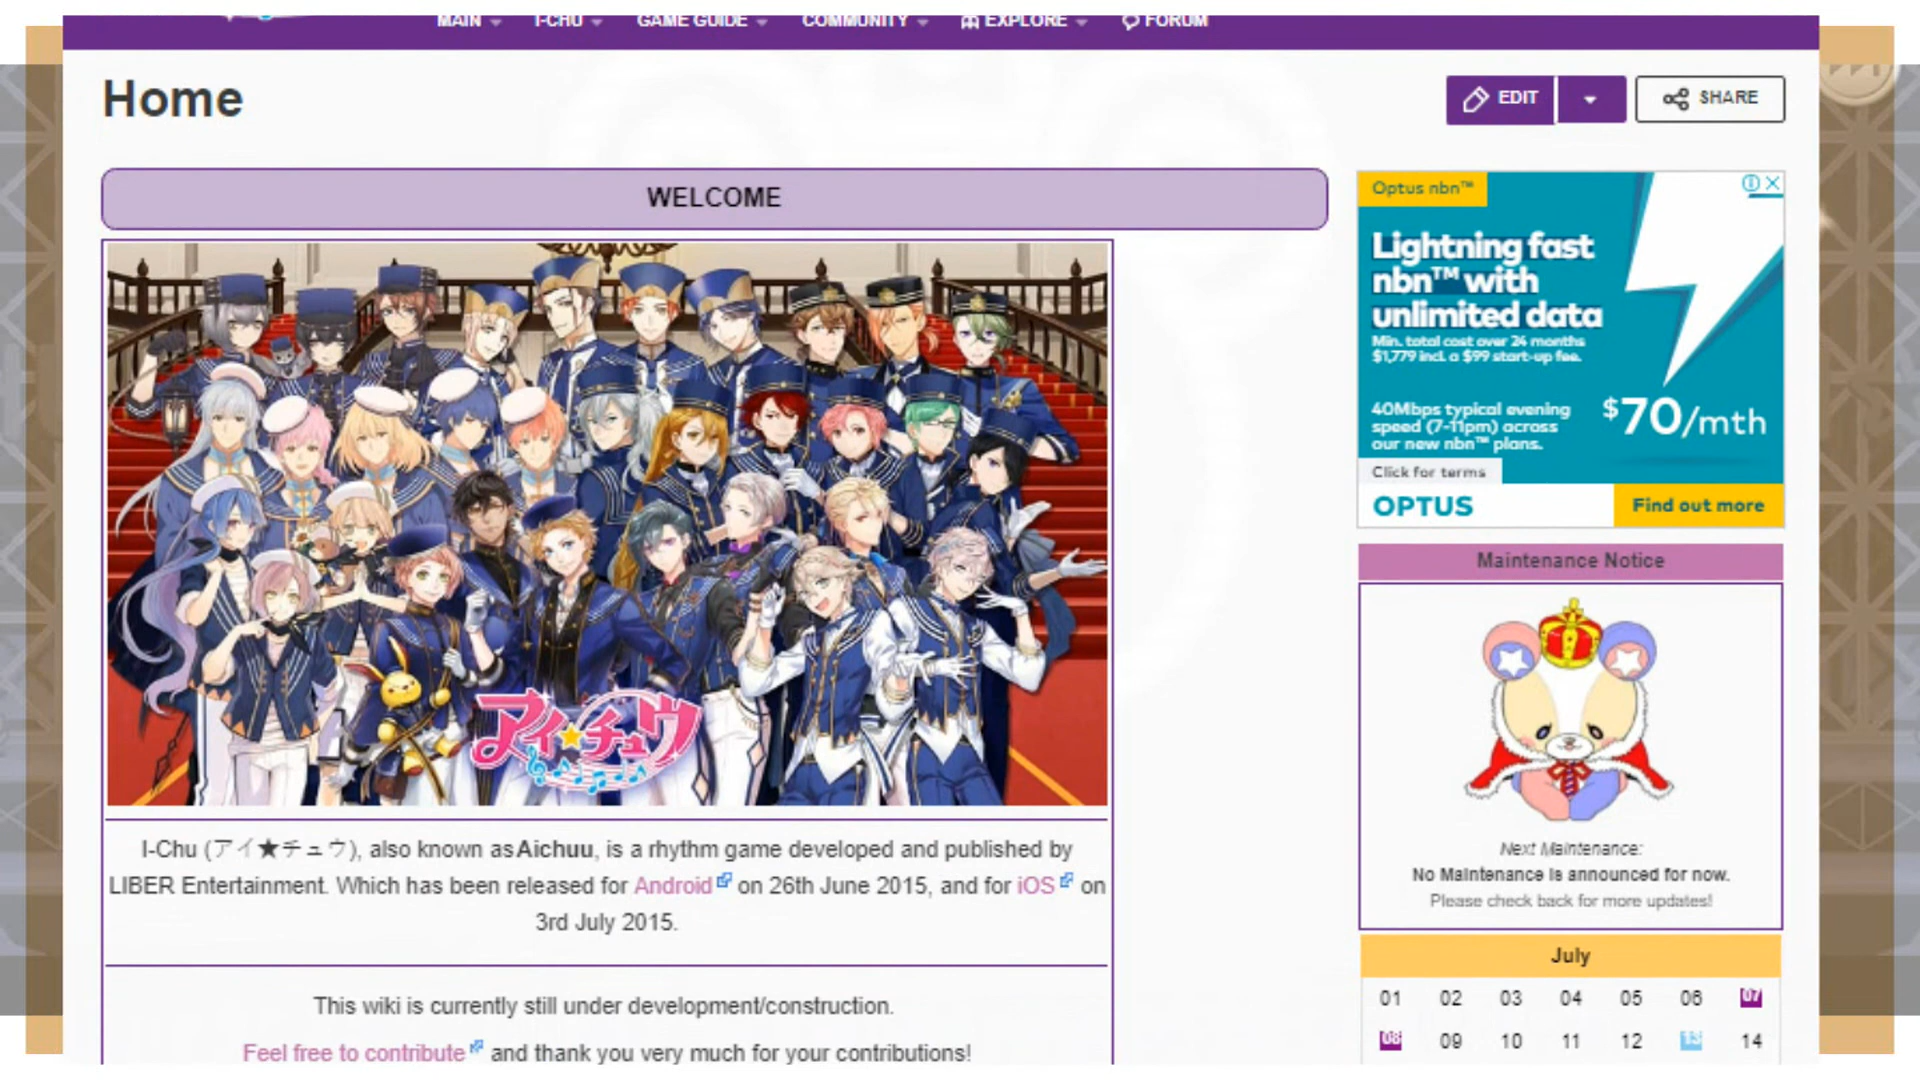 MAIN I-CHU GAME GUIDE COMMUNITY EXPLORE FORUM
Home
EDIT
SHARE
WELCOME
アイ★チュウ
I-Chu (アイ★チュウ), also known as Aichuu, is a rhythm game developed and published by
LIBER Entertainment. Which has been released for Android on 26th June 2015, and for iOS on
3rd July 2015.
This wiki is currently still under development/construction.
Feel free to contribute and thank you very much for your contributions!
Optus nbn™
Lightning fast
nbn™ with
unlimited data
Min. total cost over 24 months
$1,779 incl. a $99 start-up fee.
40Mbps typical evening
speed (7-11pm) across
our new nbn™ plans.
$70/mth
Click for terms
OPTUS
Find out more
Maintenance Notice
Next Maintenance:
No Maintenance is announced for now.
Please check back for more updates!
July
01 02 03 04 05 06 07
08 09 10 11 12 13 14